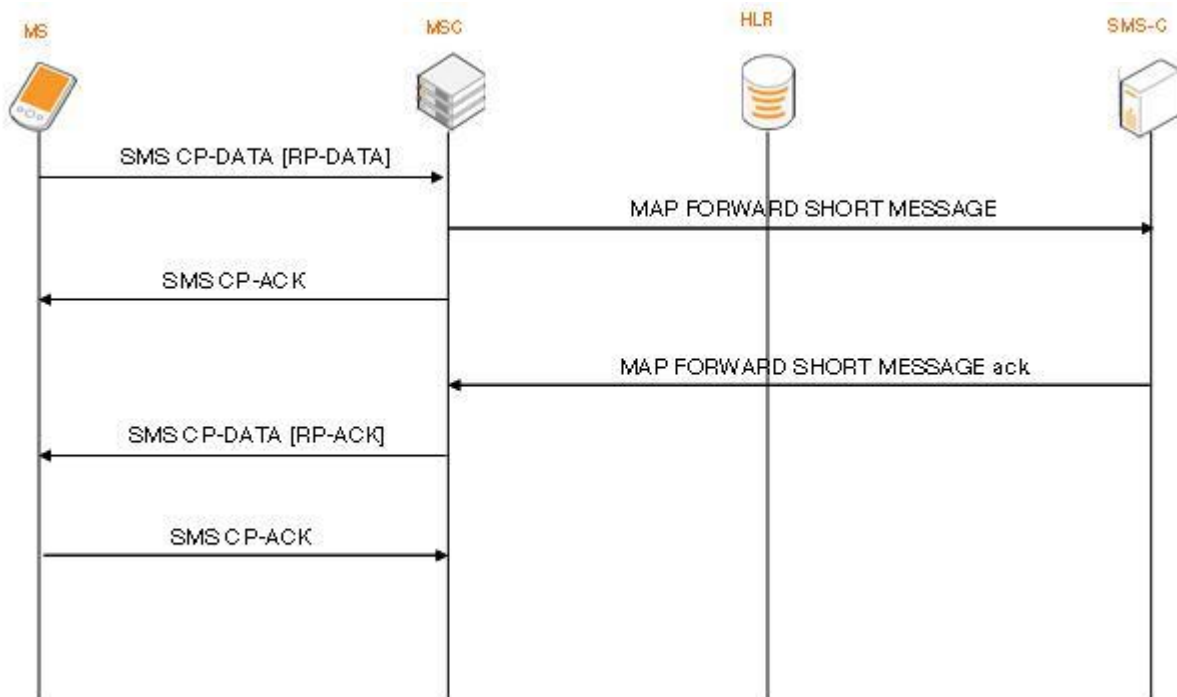 MS
MSC
HLR
SMS-C
SMS CP-DATA [RP-DATA]
MAP FORWARD SHORT MESSAGE
SMS CP-ACK
MAP FORWARD SHORT MESSAGE ack
SMS CP-DATA [RP-ACK]
SMS CP-ACK